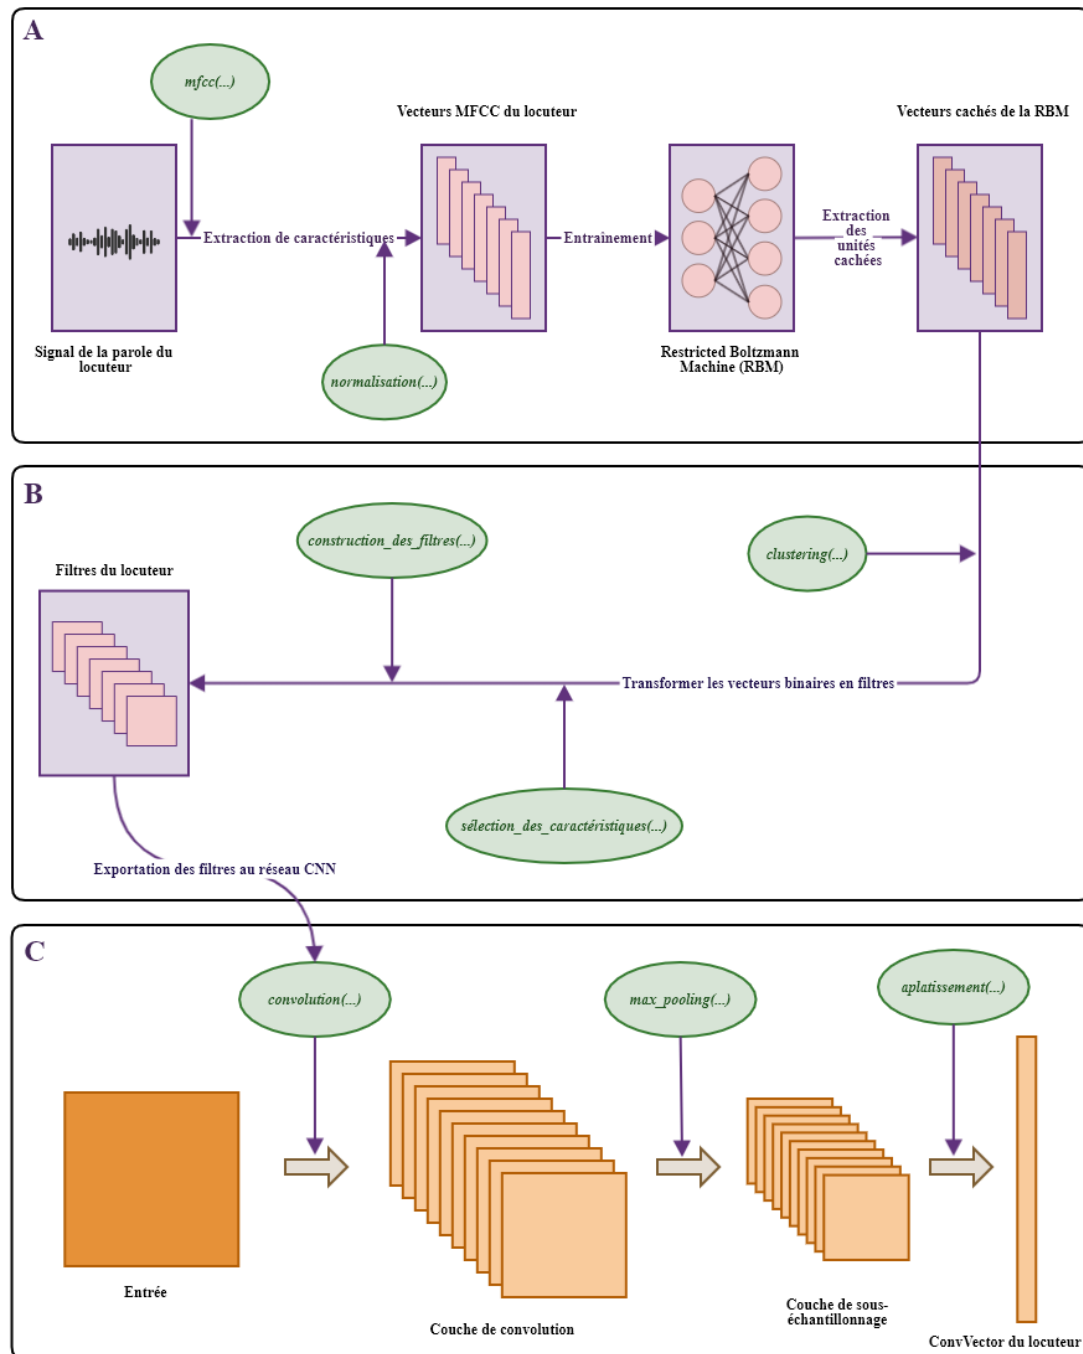 A
mfcc(...)
Vecteurs MFCC du locuteur
Vecteurs cachés de la RBM
Extraction de caractéristiques
Entraînement
Extraction
des
unités
cachées
Signal de la parole du
locuteur
normalisation(...)
Restricted Boltzmann
Machine (RBM)
B
construction_des_filtres(...)
clustering(...)
Filtres du locuteur
Transformer les vecteurs binaires en filtres
sélection_des_caractéristiques(...)
Exportation des filtres au réseau CNN
C
convolution(...)
max_pooling(...)
aplatissement(...)
Entrée
Couche de convolution
Couche de sous-
échantillonnage
ConvVector du locuteur